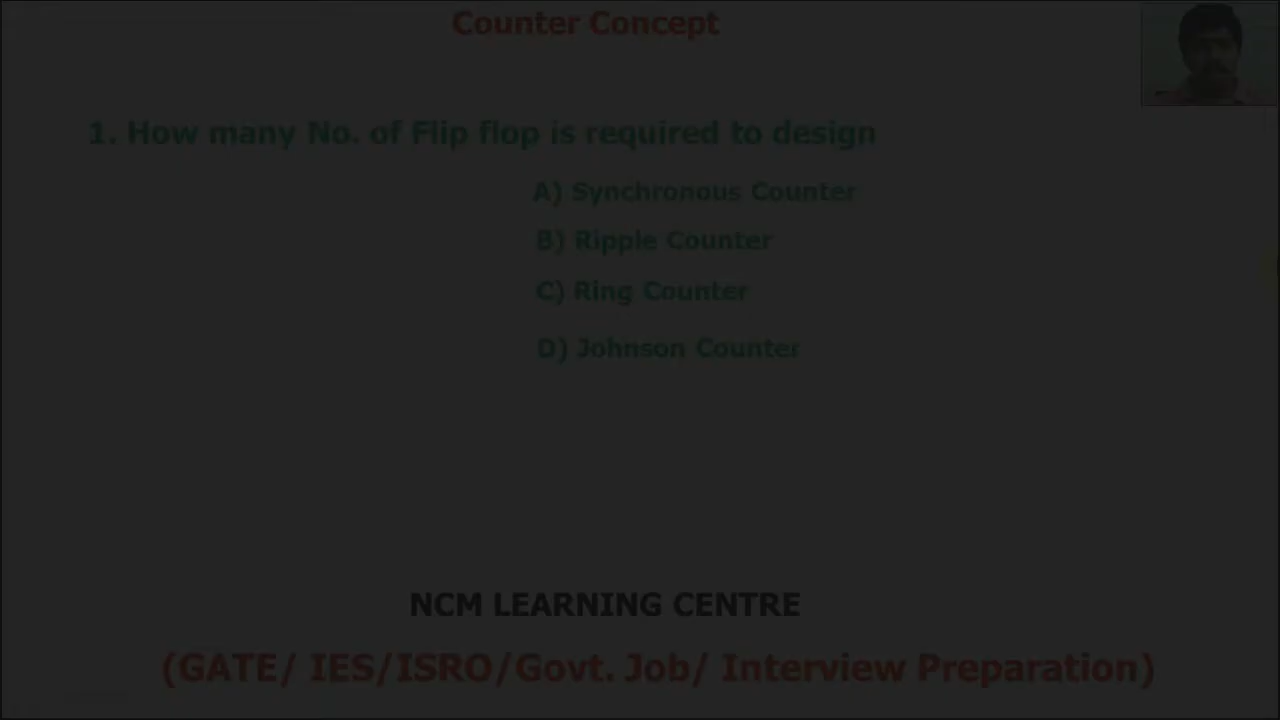 Counter Concept
1. How many No. of Flip flop is required to design
A) Synchronous Counter
B) Ripple Counter
C) Ring Counter
D) Johnson Counter
NCM LEARNING CENTRE
(GATE/ IES/ISRO/Govt. Job/ Interview Preparation)